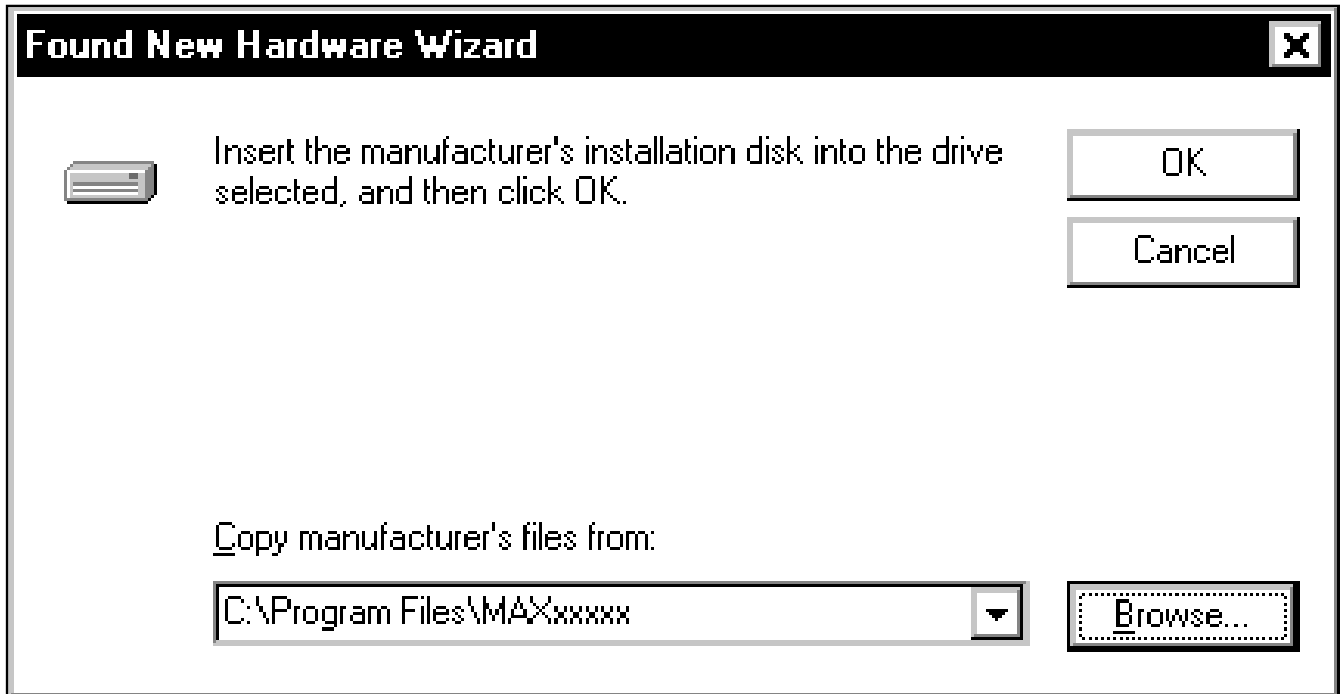 Found New Hardware Wizard
Insert the manufacturer's installation disk into the drive
selected, and then click OK.
OK
Cancel
Copy manufacturer's files from:
C:\Program Files\MAXxxxxx
Browse...